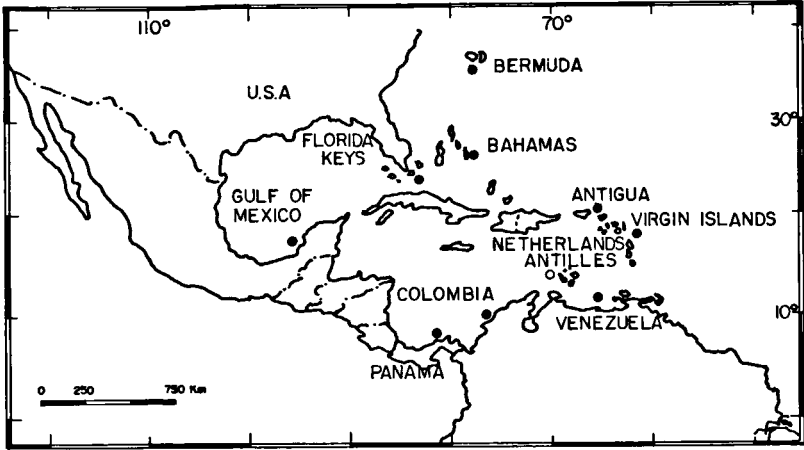 110°
70°
BERMUDA
U.S.A
30°
FLORIDA
KEYS
BAHAMAS
GULF OF
MEXICO
ANTIGUA
VIRGIN ISLANDS
NETHERLANDS
ANTILLES
COLOMBIA
10°
VENEZUELA
PANAMA
0 250 750 Km